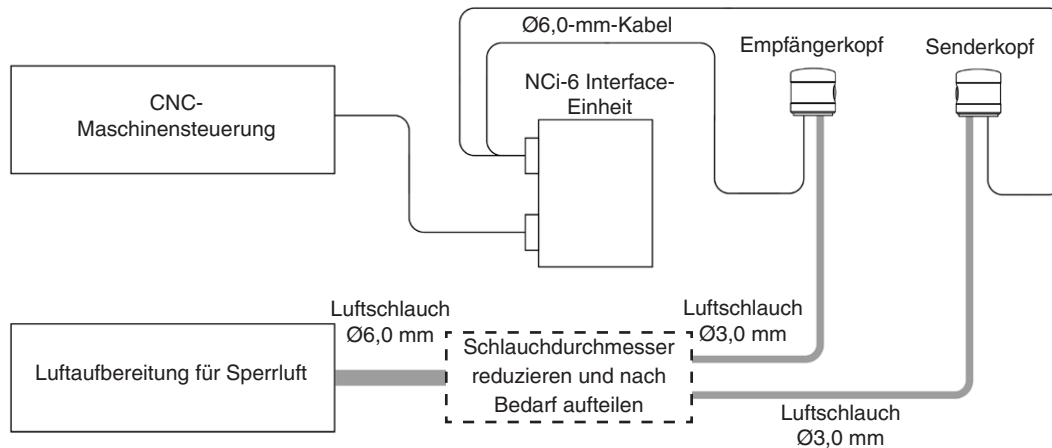 Ø6,0-mm-Kabel
Empfängerkopf
Senderkopf
NCi-6 Interface-
Einheit
CNC-
Maschinensteuerung
Luftschlauch
Ø6,0 mm
Luftschlauch
Ø3,0 mm
Luftaufbereitung für Sperrluft
Schlauchdurchmesser
reduzieren und nach
Bedarf aufteilen
Luftschlauch
Ø3,0 mm